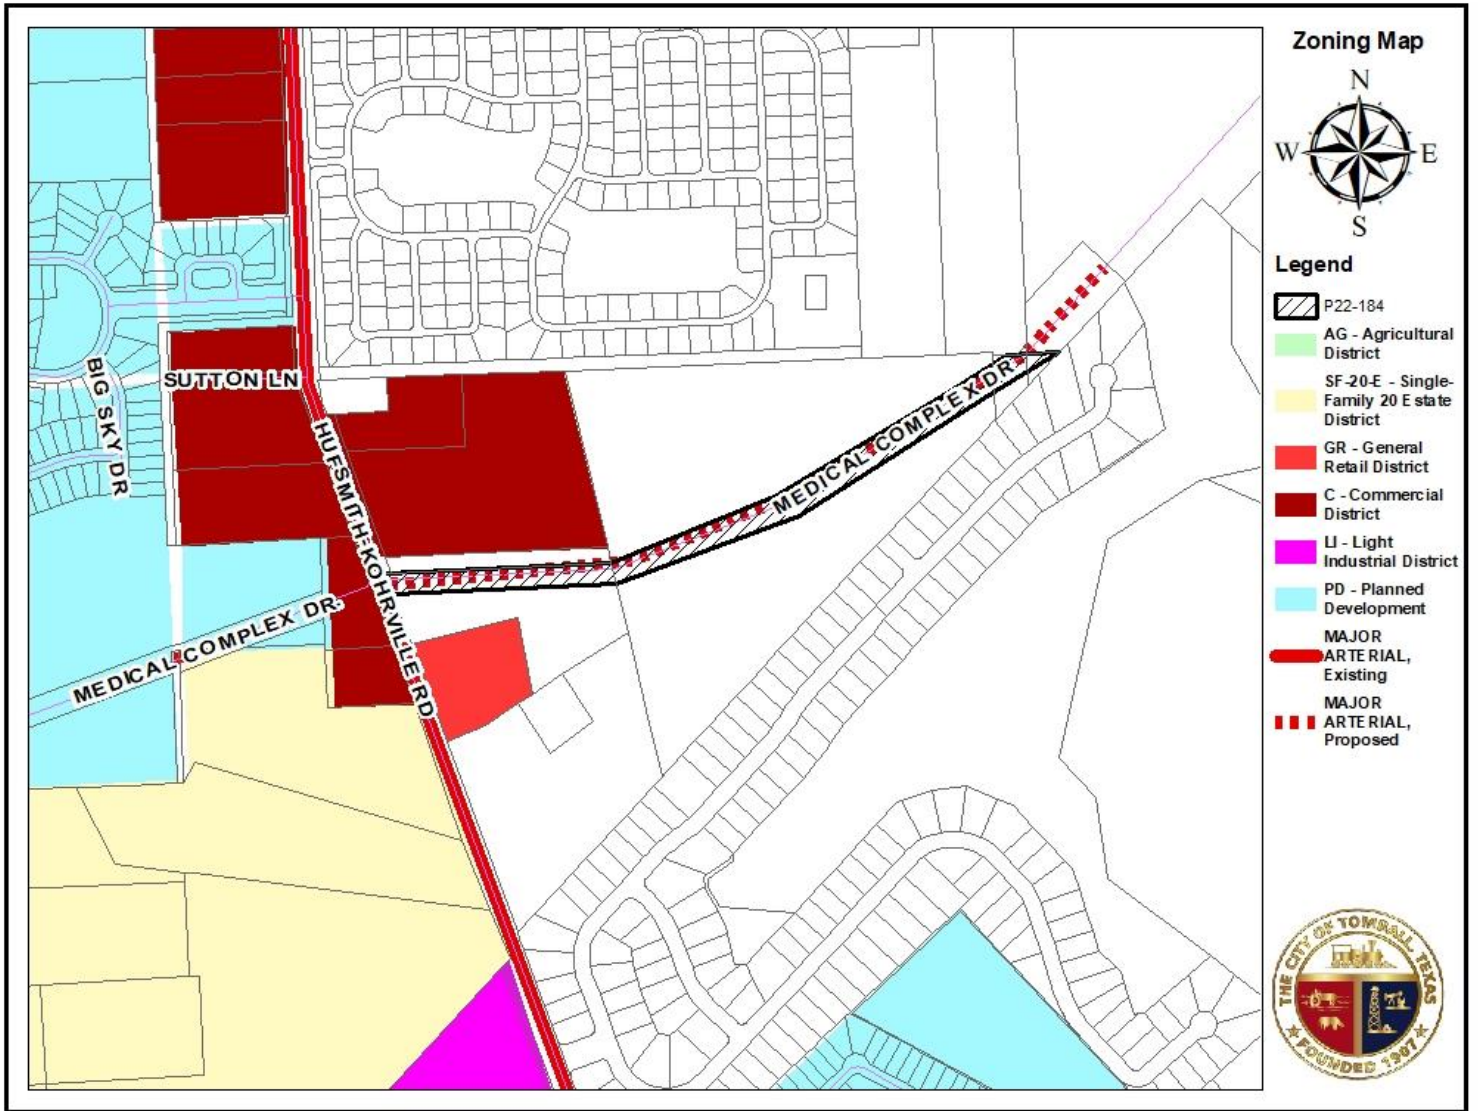 Zoning Map
N
W
E
S
Legend
P22-184
AG - Agricultural
District
SF-20-E - Single-
Family 20 Estate
District
GR - General
Retail District
C - Commercial
District
LI - Light
Industrial District
PD - Planned
Development
MAJOR
ARTERIAL,
Existing
MAJOR
ARTERIAL,
Proposed
SUTTON LN
BIG SKY DR
HUFSMITH-KOHRVILLE RD
MEDICAL COMPLEX DR.
MEDICAL COMPLEX DR.
THE CITY OF TOMBALL, TEXAS
FOUNDED 1907